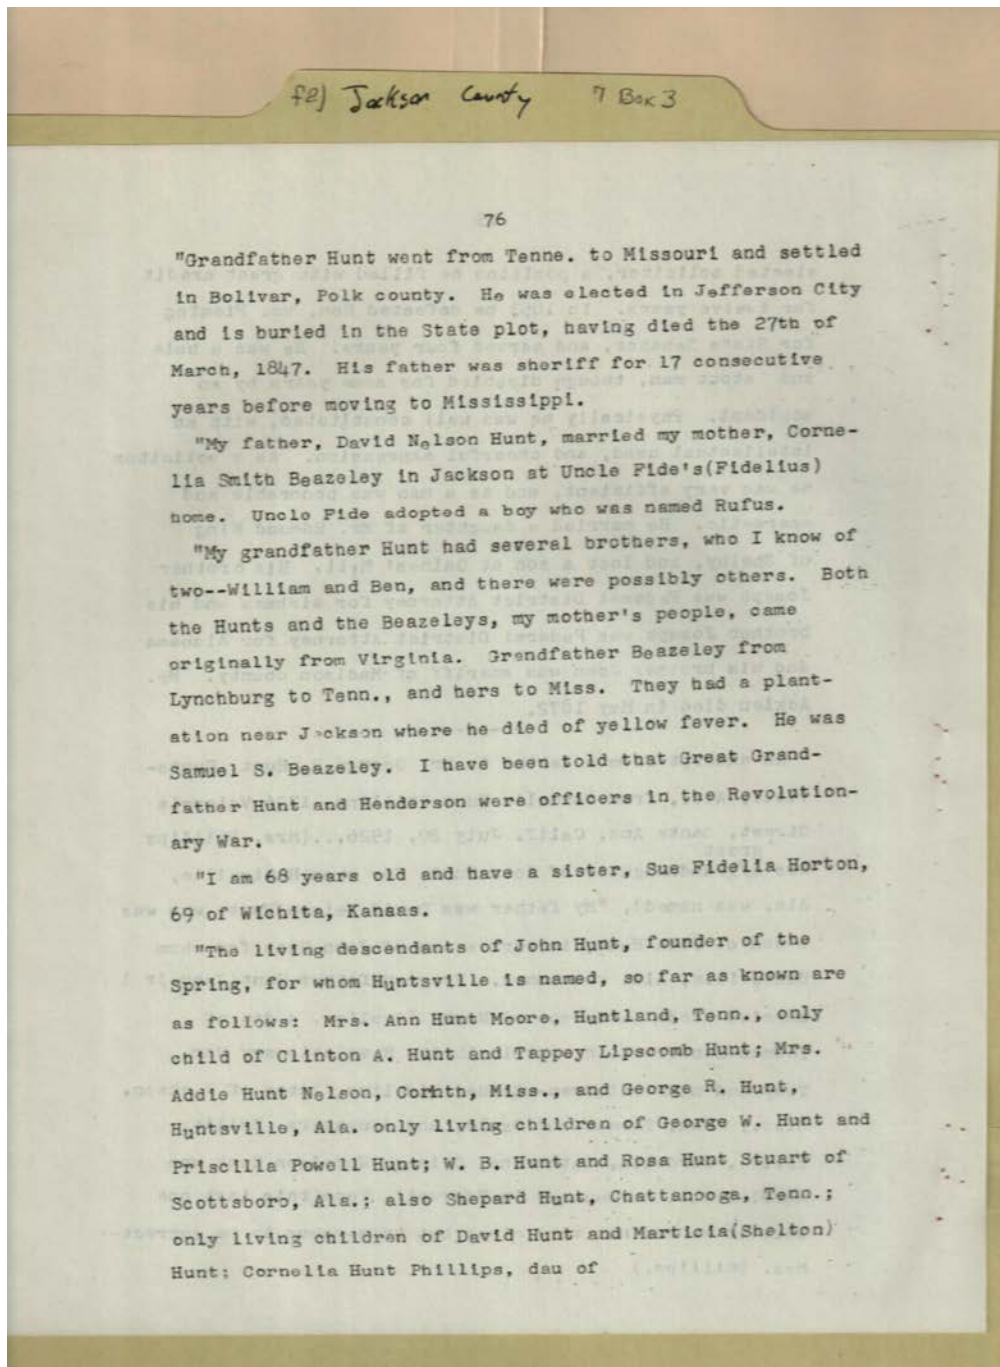 f2) Jackson County 7 Box 3
76
"Grandfather Hunt went from Tenne. to Missouri and settled
in Bolivar, Polk county. He was elected in Jefferson City
and is buried in the State plot, having died the 27th of
March, 1847. His father was sheriff for 17 consecutive
years before moving to Mississippi.
"My father, David Nelson Hunt, married my mother, Corne-
lia Smith Beazeley in Jackson at Uncle Fide's(Fidelius)
home. Uncle Fide adopted a boy who was named Rufus.
"My grandfather Hunt had several brothers, who I know of
two--William and Ben, and there were possibly others. Both
the Hunts and the Beazeleys, my mother's people, came
originally from Virginia. Grandfather Beazeley from
Lynchburg to Tenn., and hers to Miss. They had a plant-
ation near Jackson where he died of yellow fever. He was
Samuel S. Beazeley. I have been told that Great Grand-
father Hunt and Henderson were officers in the Revolution-
ary War.
"I am 68 years old and have a sister, Sue Fidelia Horton,
69 of Wichita, Kansas.
"The living descendants of John Hunt, founder of the
Spring, for whom Huntsville is named, so far as known are
as follows: Mrs. Ann Hunt Moore, Huntland, Tenn., only
child of Clinton A. Hunt and Tappey Lipscomb Hunt; Mrs.
Addie Hunt Nelson, Corinth, Miss., and George R. Hunt,
Huntsville, Ala. only living children of George W. Hunt and
Priscilla Powell Hunt; W. B. Hunt and Rosa Hunt Stuart of
Scottsboro, Ala.; also Shepard Hunt, Chattanooga, Tenn.;
only living children of David Hunt and Marticia(Shelton)
Hunt; Cornelia Hunt Phillips, dau of